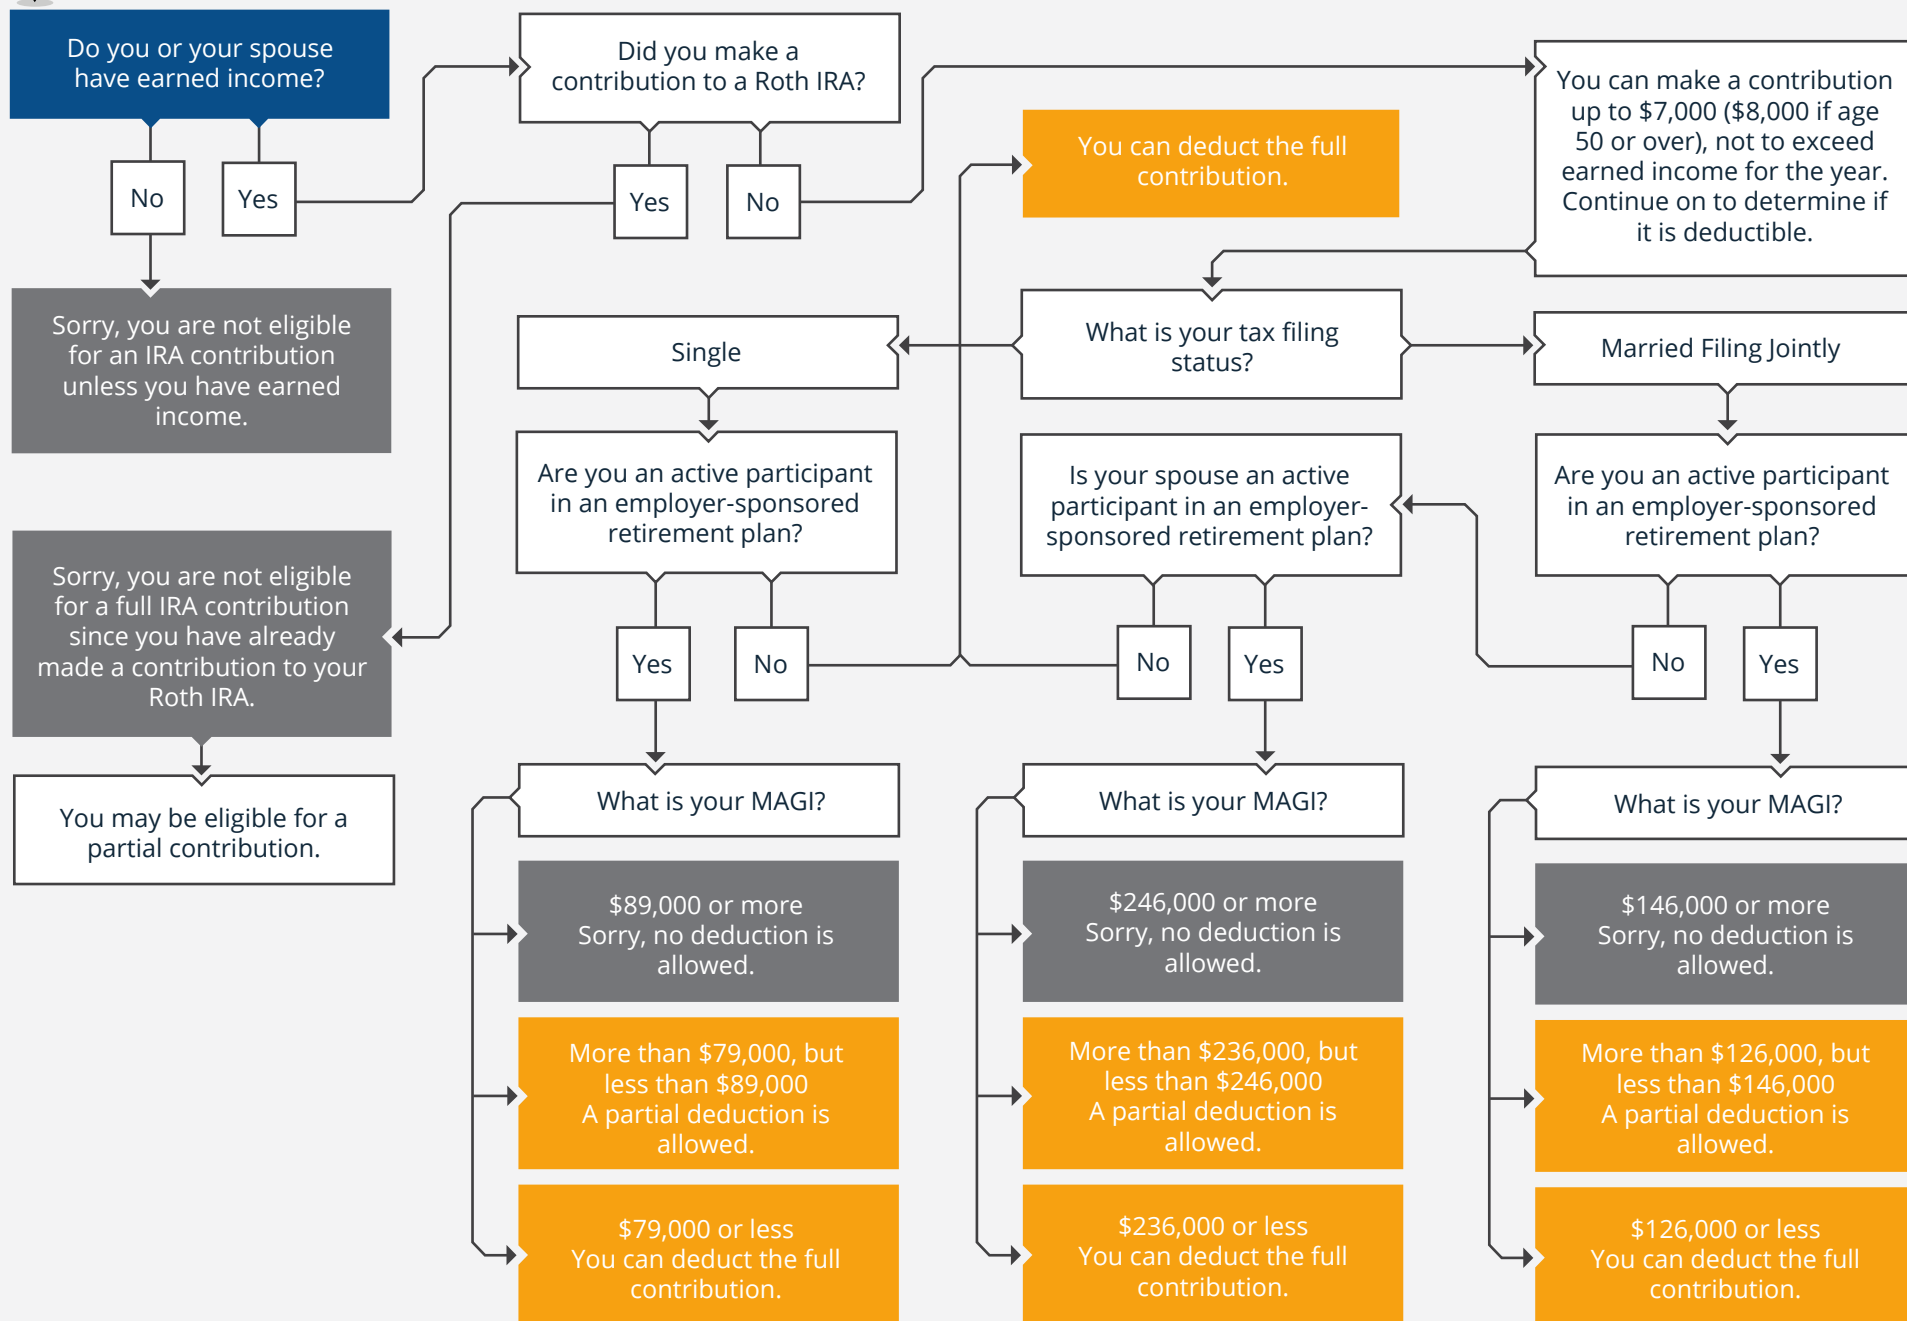 Do you or your spouse
have earned income?
No
Yes
Sorry, you are not eligible
for an IRA contribution
unless you have earned
income.
Did you make a
contribution to a Roth IRA?
Yes
No
Sorry, you are not eligible
for a full IRA contribution
since you have already
made a contribution to your
Roth IRA.
You may be eligible for a
partial contribution.
You can make a contribution
up to $7,000 ($8,000 if age
50 or over), not to exceed
earned income for the year.
Continue on to determine if
it is deductible.
You can deduct the full
contribution.
What is your tax filing
status?
Single
Married Filing Jointly
Are you an active participant
in an employer-sponsored
retirement plan?
Yes
No
Is your spouse an active
participant in an employer-
sponsored retirement plan?
No
Yes
Are you an active participant
in an employer-sponsored
retirement plan?
No
Yes
What is your MAGI?
$89,000 or more
Sorry, no deduction is
allowed.
More than $79,000, but
less than $89,000
A partial deduction is
allowed.
$79,000 or less
You can deduct the full
contribution.
What is your MAGI?
$246,000 or more
Sorry, no deduction is
allowed.
More than $236,000, but
less than $246,000
A partial deduction is
allowed.
$236,000 or less
You can deduct the full
contribution.
What is your MAGI?
$146,000 or more
Sorry, no deduction is
allowed.
More than $126,000, but
less than $146,000
A partial deduction is
allowed.
$126,000 or less
You can deduct the full
contribution.